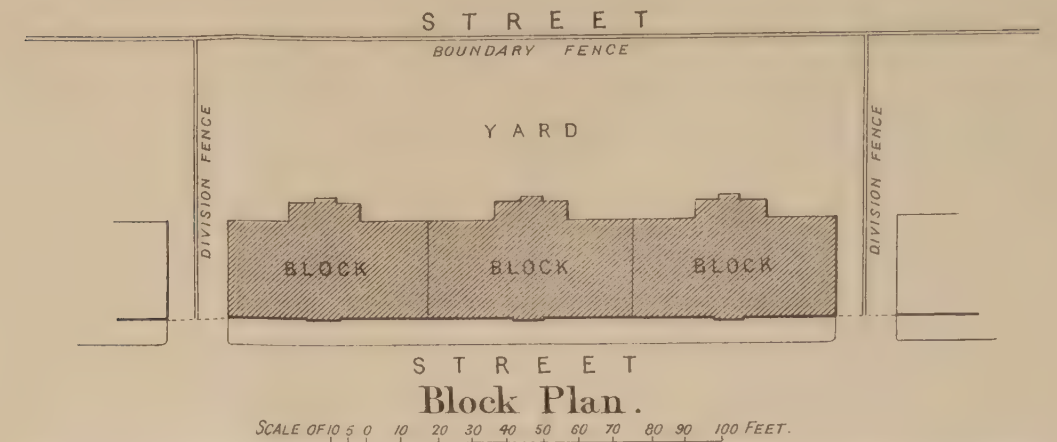 STREET
BOUNDARY FENCE
DIVISION FENCE
YARD
DIVISION FENCE
BLOCK BLOCK BLOCK
STREET
Block Plan.
SCALE OF 10 5 0 10 20 30 40 50 60 70 80 90 100 FEET.